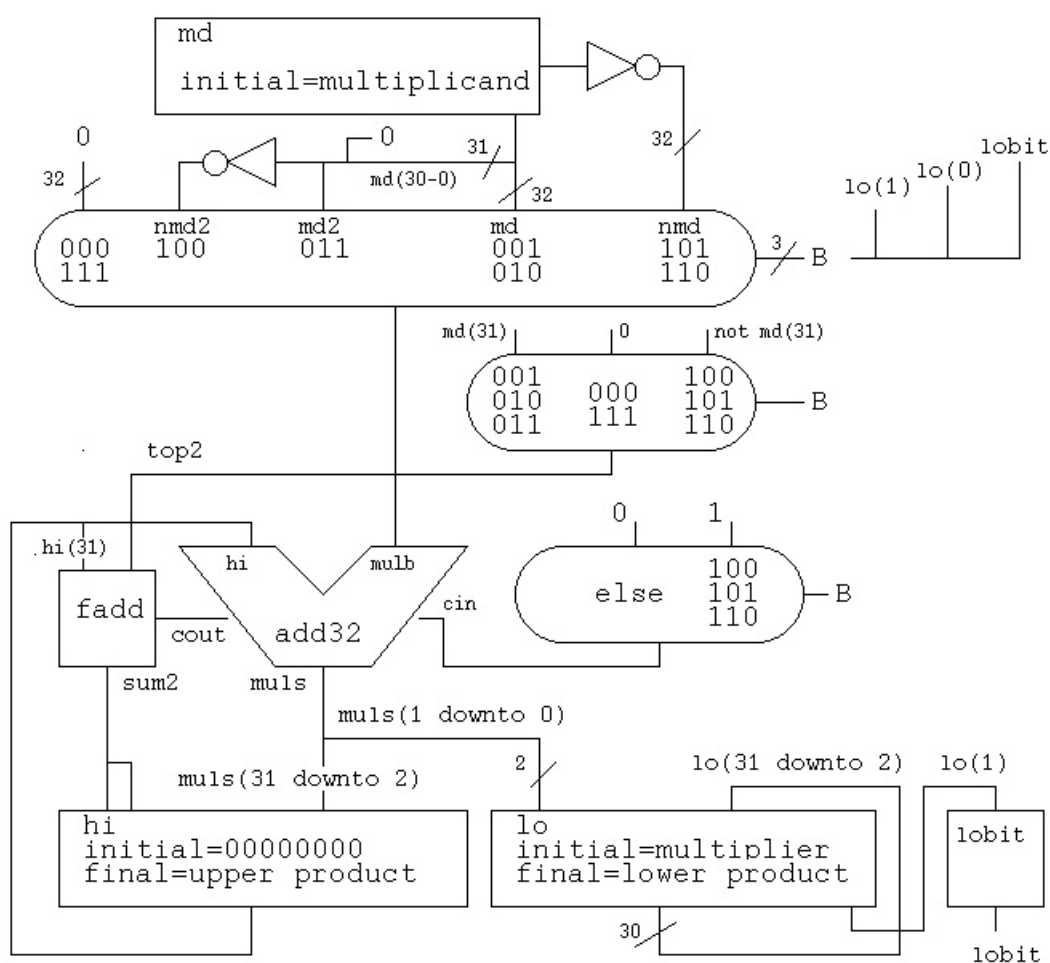 md
initial=multiplicand
0
0
31
32
lobit
32
md(30-0)
32
lo(1)
lo(0)
nmd2
md2
md
nmd
000
100
011
001
101
3
B
111
010
110
md(31)
0
not md(31)
001
000
100
010
111
101
B
011
110
top2
0
1
hi(31)
hi
mulb
else
100
101
110
B
fadd
cin
cout
add32
sum2
muls
muls(1 downto 0)
2
lo(31 downto 2)
lo(1)
muls(31 downto 2)
hi
initial=00000000
final=upper product
lo
initial=multiplier
final=lower product
lobit
30
lobit